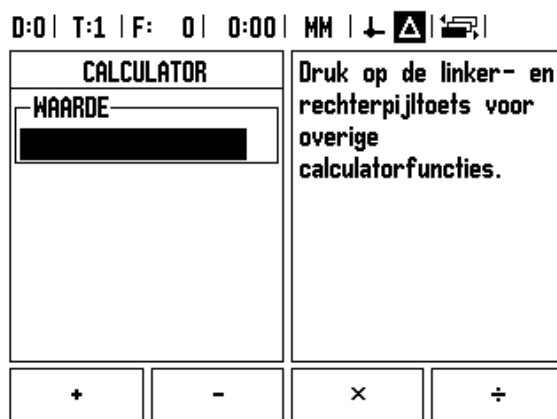 D:0| T:1 |F: 0| 0:00| MM |
CALCULATOR
WAARDE
Druk op de linker- en
rechterpijltoets voor
overige
calculatorfuncties.
+ - × ÷